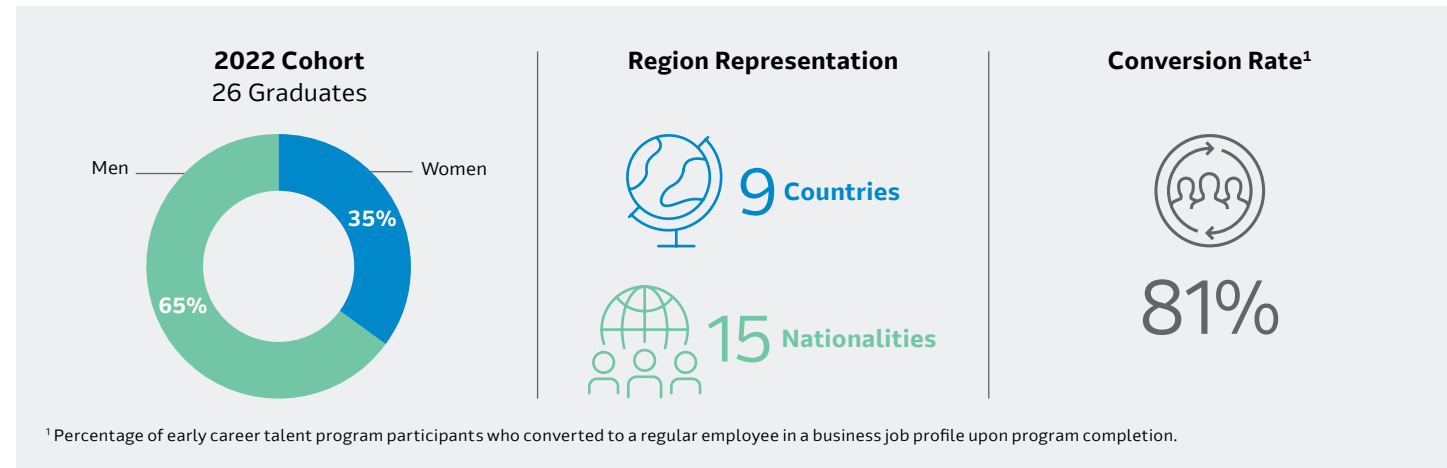 2022 Cohort
26 Graduates
Men
Women
35%
65%
Region Representation
9 Countries
15 Nationalities
Conversion Rate¹
81%
¹ Percentage of early career talent program participants who converted to a regular employee in a business job profile upon program completion.